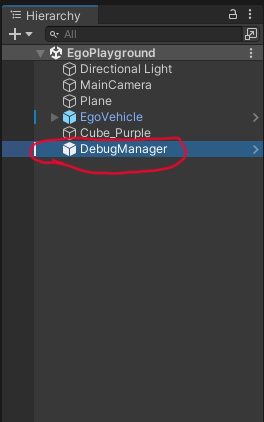 Hierarchy
All
EgoPlayground
Directional Light
MainCamera
Plane
EgoVehicle
Cube_Purple
DebugManager